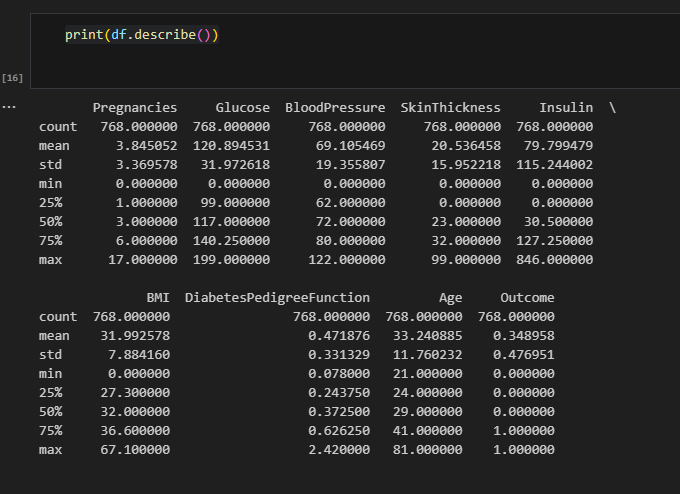 print(df.describe())
[16]
...
Pregnancies Glucose BloodPressure SkinThickness Insulin \
count 768.000000 768.000000 768.000000 768.000000 768.000000
mean 3.845052 120.894531 69.105469 20.536458 79.799479
std 3.369578 31.972618 19.355807 15.952218 115.244002
min 0.000000 0.000000 0.000000 0.000000 0.000000
25% 1.000000 99.000000 62.000000 0.000000 0.000000
50% 3.000000 117.000000 72.000000 23.000000 30.500000
75% 6.000000 140.250000 80.000000 32.000000 127.250000
max 17.000000 199.000000 122.000000 99.000000 846.000000
BMI DiabetesPedigreeFunction Age Outcome
count 768.000000 768.000000 768.000000 768.000000
mean 31.992578 0.471876 33.240885 0.348958
std 7.884160 0.331329 11.760232 0.476951
min 0.000000 0.078000 21.000000 0.000000
25% 27.300000 0.243750 24.000000 0.000000
50% 32.000000 0.372500 29.000000 0.000000
75% 36.600000 0.626250 41.000000 1.000000
max 67.100000 2.420000 81.000000 1.000000